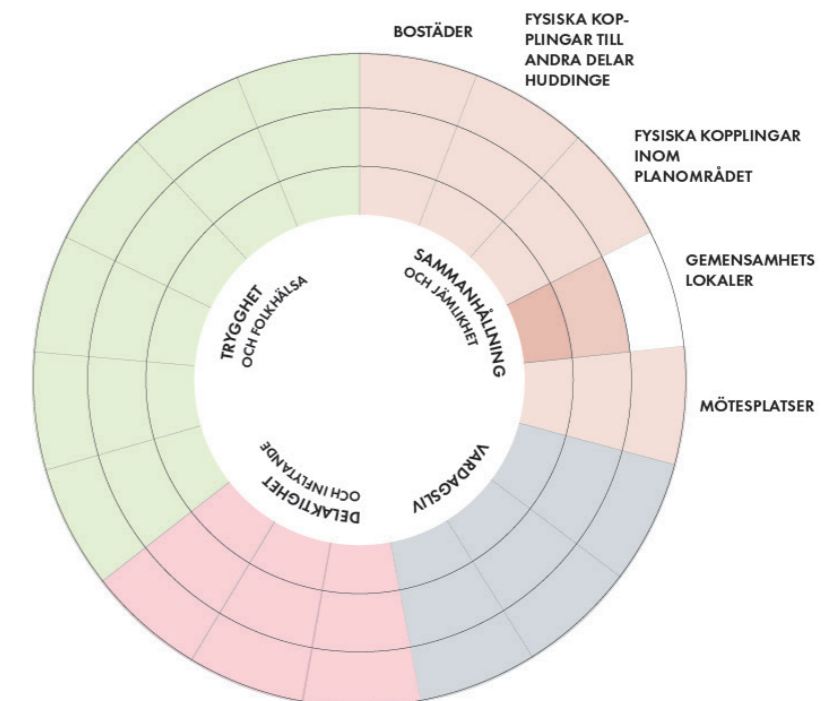 BOSTÄDER
FYSISKA KOP-
PLINGAR TILL
ANDRA DELAR
HUDDINGE
FYSISKA KOPPLINGAR
INOM
PLANOMRÅDET
GEMENSAMHETS
LOKALER
MÖTESPLATSER
SAMMANHÅLLNING
OCH JÄMLIKHET
TRYGGHET
OCH FOLKHÄLSA
VARDAGSLIV
DELAKTIGHET
OCH INFLYTANDE